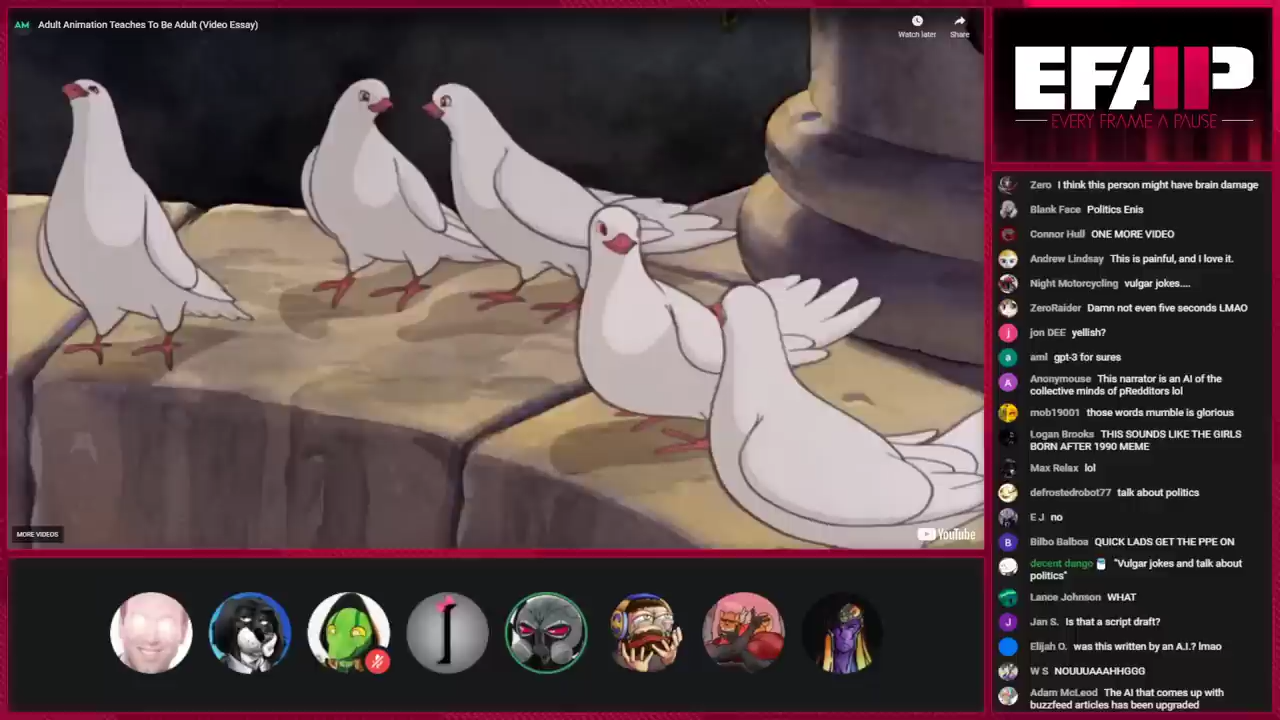 AM Adult Animation Teaches To Be Adult (Video Essay)
Watch later
Share
MORE VIDEOS
YouTube
EFAP
EVERY FRAME A PAUSE
Zero I think this person might have brain damage
Blank Face Politics Enis
Connor Hull ONE MORE VIDEO
Andrew Lindsay This is painful, and I love it.
Night Motorcycling vulgar jokes....
ZeroRaider Damn not even five seconds LMAO
j jon DEE yellish?
a aml gpt-3 for sures
A Anonymouse This narrator is an AI of the
collective minds of pRedditors lol
mob19001 those words mumble is glorious
Logan Brooks THIS SOUNDS LIKE THE GIRLS
BORN AFTER 1990 MEME
Max Relax lol
defrostedrobot77 talk about politics
E J no
B Bilbo Balboa QUICK LADS GET THE PPE ON
decent dango "Vulgar jokes and talk about
politics"
Lance Johnson WHAT
J Jan S. Is that a script draft?
Elijah O. was this written by an A.I.? lmao
W S NOUUUAAAHHGGG
Adam McLeod The AI that comes up with
buzzfeed articles has been upgraded